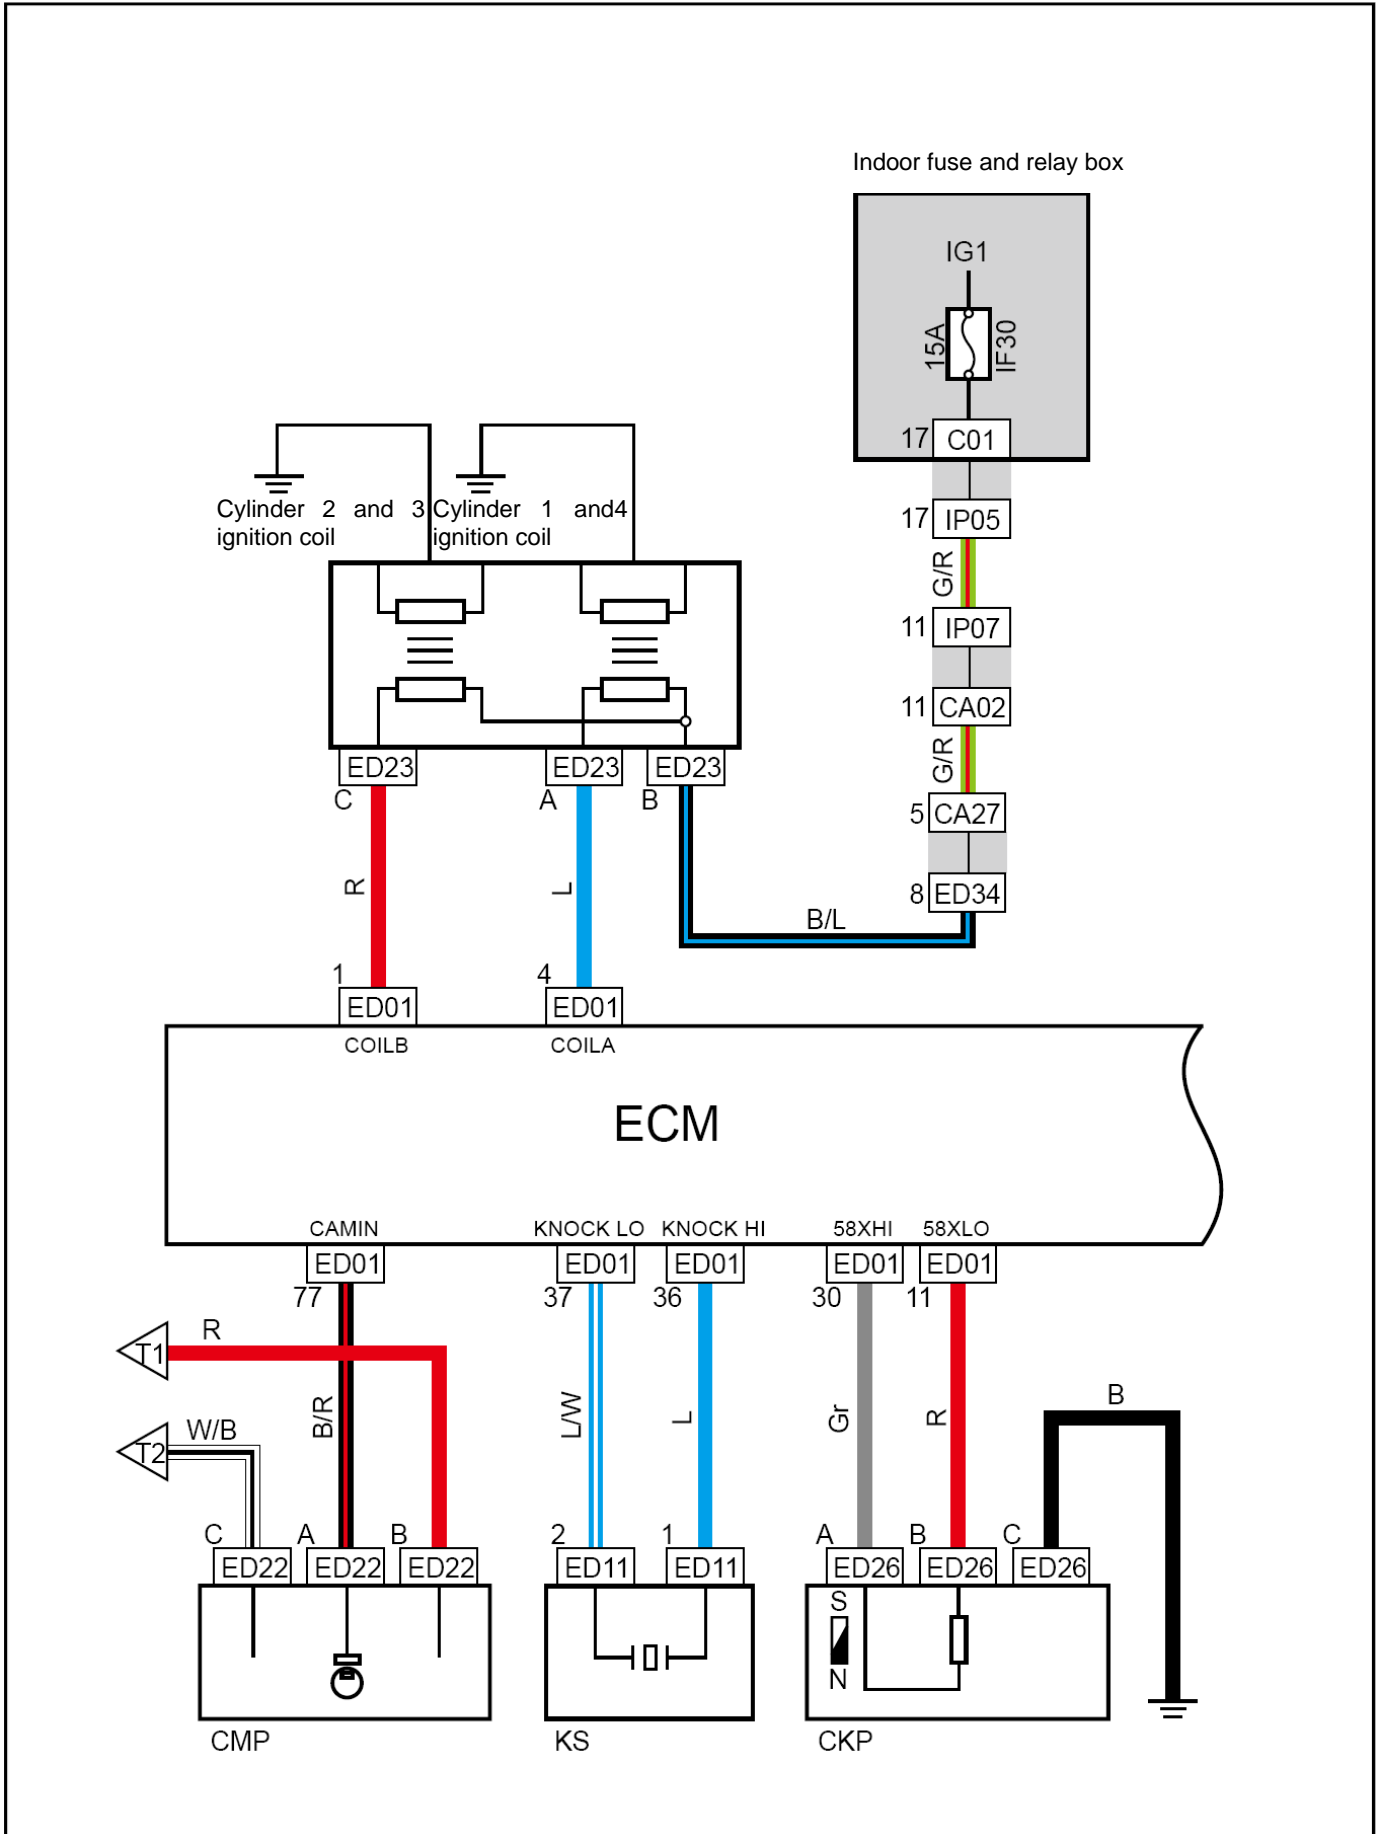 Indoor fuse and relay box
IG1
15A
IF30
17 C01
17 IP05
G/R
11 IP07
11 CA02
G/R
5 CA27
8 ED34
B/L
Cylinder 2 and 3
ignition coil
Cylinder 1 and4
ignition coil
ED23 ED23 ED23
C A B
R L
1 4
ED01 ED01
COILB COILA
ECM
CAMIN KNOCK LO KNOCK HI 58XHI 58XLO
ED01 ED01 ED01 ED01 ED01
77 37 36 30 11
T1 R
T2 W/B
B/R L/W L Gr R B
C A B 2 1 A B C
ED22 ED22 ED22 ED11 ED11 ED26 ED26 ED26
S
N
CMP KS CKP